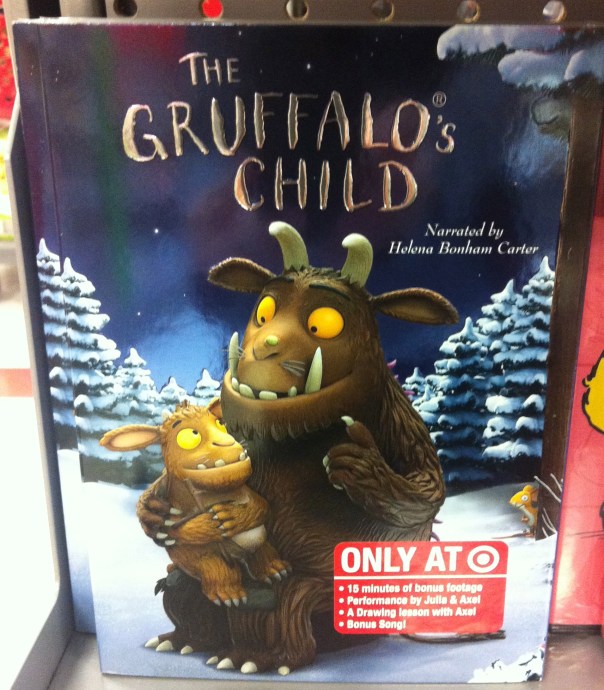 THE
GRUFFALO®'s
CHILD
Narrated by
Helena Bonham Carter
ONLY AT
• 15 minutes of bonus footage
• Performance by Julia & Axel
• A Drawing lesson with Axel
• Bonus Song!